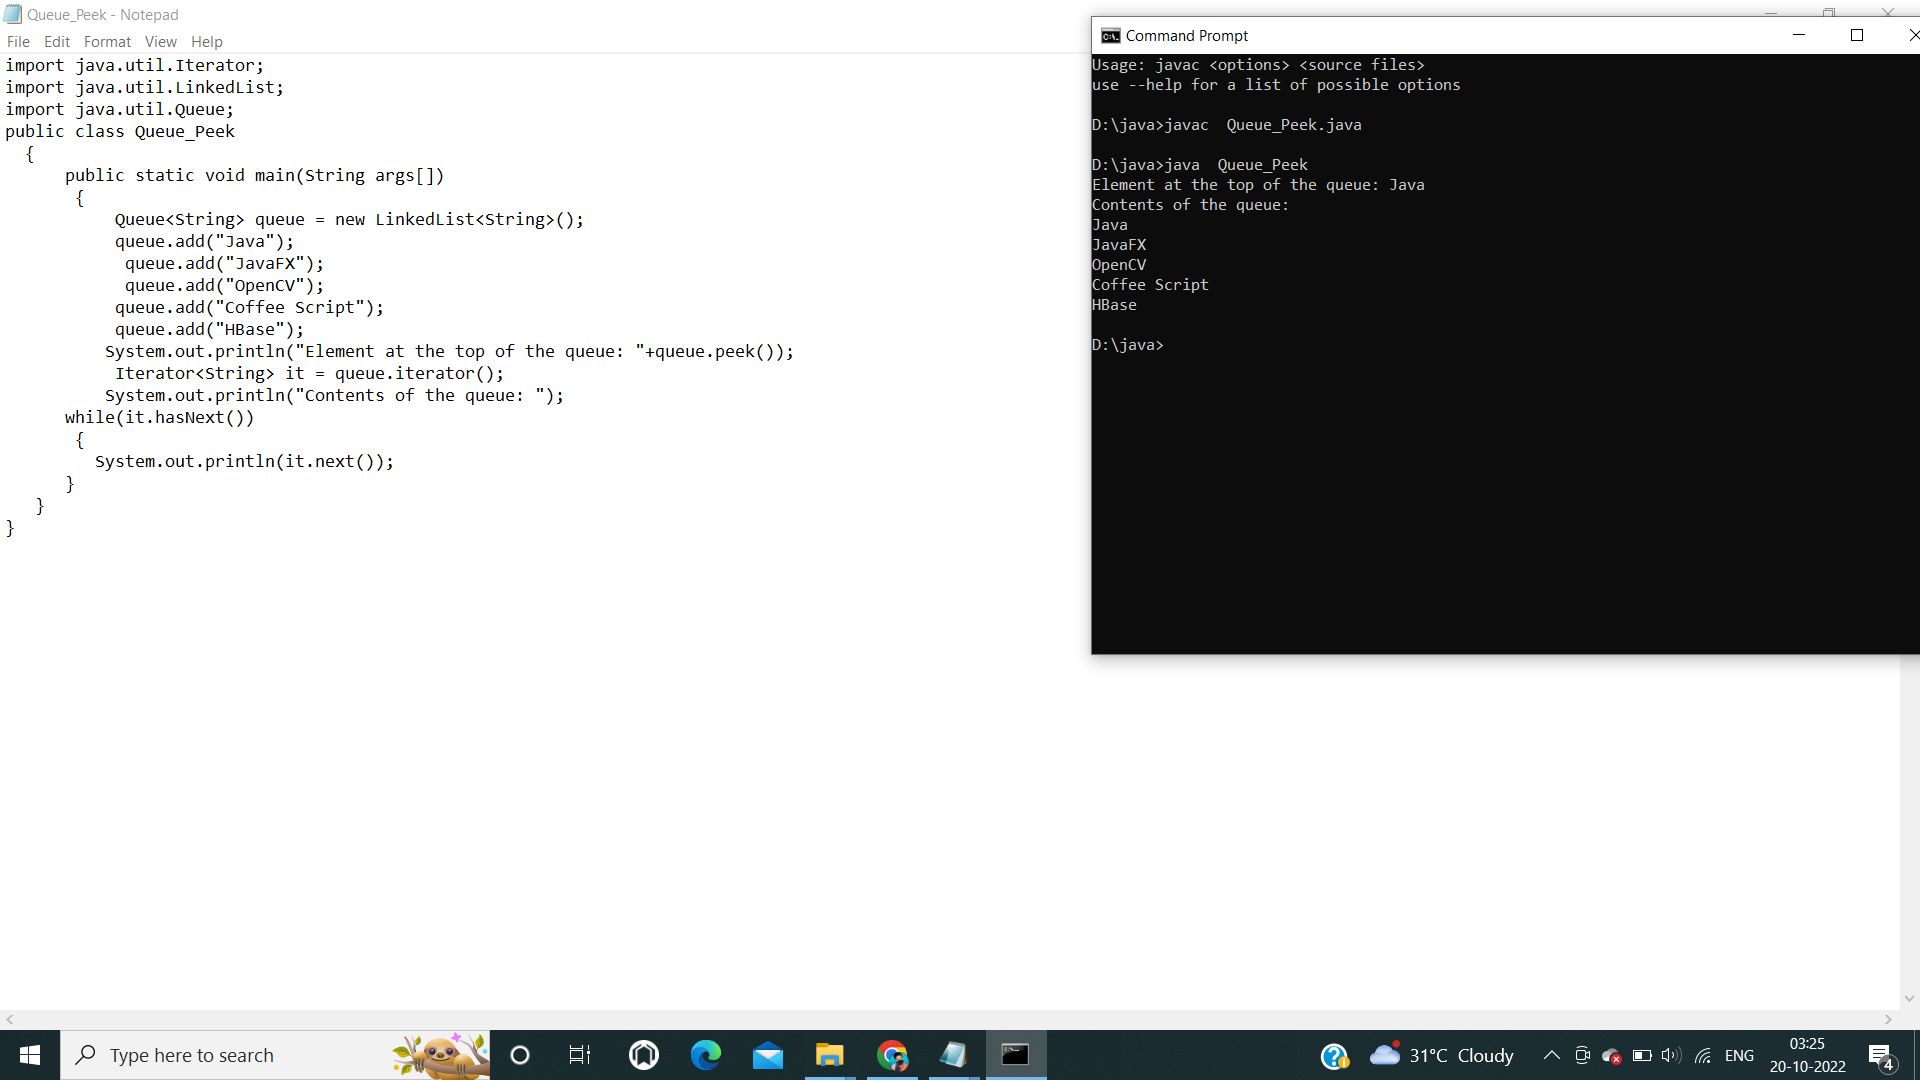 Queue_Peek - Notepad
File Edit Format View Help
import java.util.Iterator;
import java.util.LinkedList;
import java.util.Queue;
public class Queue_Peek
{
public static void main(String args[])
{
Queue<String> queue = new LinkedList<String>();
queue.add("Java");
queue.add("JavaFX");
queue.add("OpenCV");
queue.add("Coffee Script");
queue.add("HBase");
System.out.println("Element at the top of the queue: "+queue.peek());
Iterator<String> it = queue.iterator();
System.out.println("Contents of the queue: ");
while(it.hasNext())
{
System.out.println(it.next());
}
}
}
Command Prompt
Usage: javac <options> <source files>
use --help for a list of possible options
D:\java>javac  Queue_Peek.java
D:\java>java  Queue_Peek
Element at the top of the queue: Java
Contents of the queue:
Java
JavaFX
OpenCV
Coffee Script
HBase
D:\java>
Type here to search
31°C Cloudy
ENG
03:25
20-10-2022
4